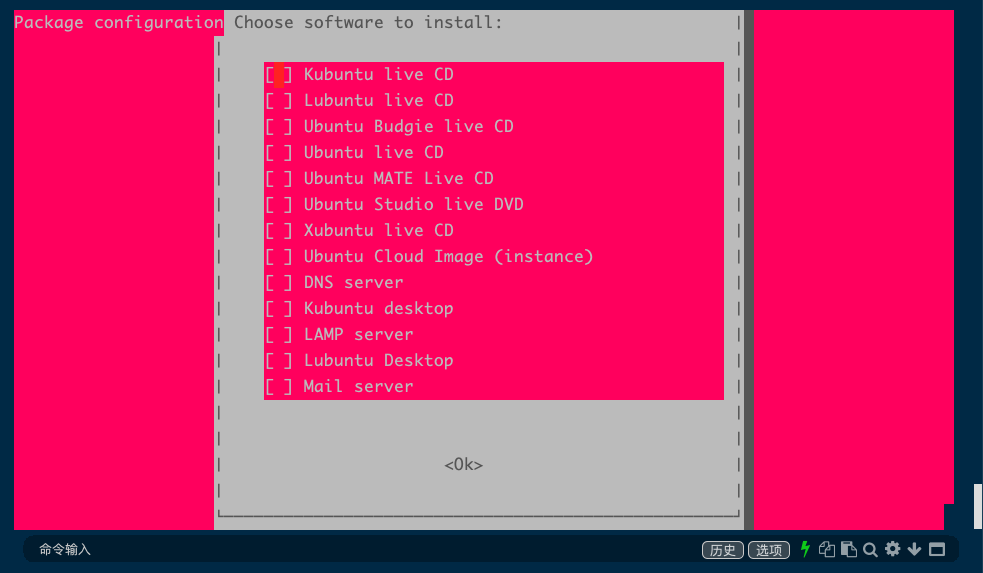 Package configuration
Choose software to install:
[ ] Kubuntu live CD
[ ] Lubuntu live CD
[ ] Ubuntu Budgie live CD
[ ] Ubuntu live CD
[ ] Ubuntu MATE Live CD
[ ] Ubuntu Studio live DVD
[ ] Xubuntu live CD
[ ] Ubuntu Cloud Image (instance)
[ ] DNS server
[ ] Kubuntu desktop
[ ] LAMP server
[ ] Lubuntu Desktop
[ ] Mail server
<Ok>
命令输入
历史 选项